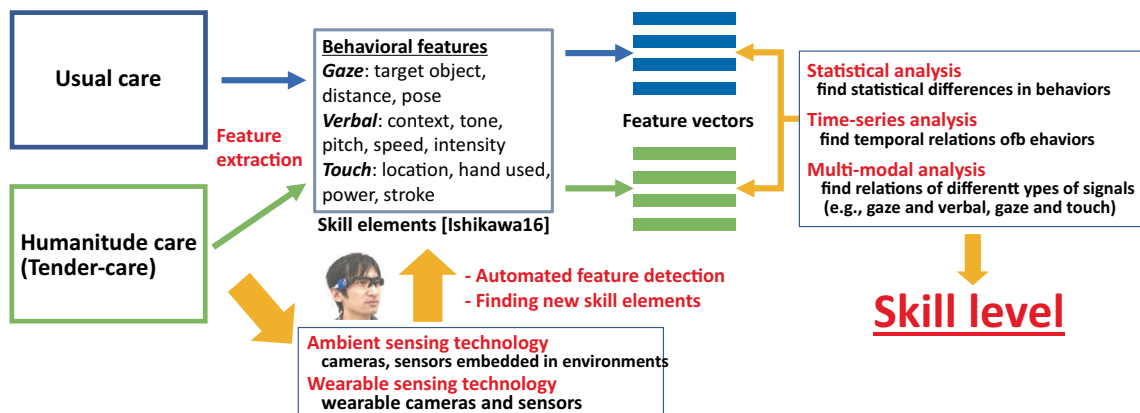 Usual care
Feature
extraction
Humanitude care
(Tender-care)
Behavioral features
Gaze: target object,
distance, pose
Verbal: context, tone,
pitch, speed, intensity
Touch: location, hand used,
power, stroke
Skill elements [Ishikawa16]
- Automated feature detection
- Finding new skill elements
Ambient sensing technology
cameras, sensors embedded in environments
Wearable sensing technology
wearable cameras and sensors
Feature vectors
Statistical analysis
find statistical differences in behaviors
Time-series analysis
find temporal relations ofb ehaviors
Multi-modal analysis
find relations of differentt types of signals
(e.g., gaze and verbal, gaze and touch)
Skill level